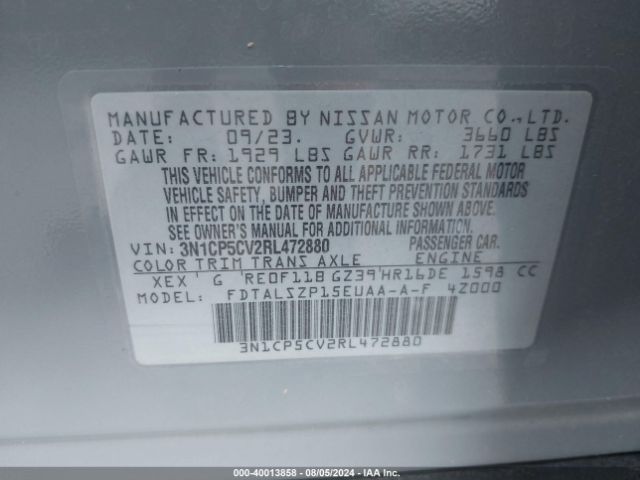 MANUFACTURED BY NISSAN MOTOR CO.,LTD.
DATE: 09/23. GVWR: 3660 LBS
GAWR FR: 1929 LBS GAWR RR: 1731 LBS
THIS VEHICLE CONFORMS TO ALL APPLICABLE FEDERAL MOTOR
VEHICLE SAFETY, BUMPER AND THEFT PREVENTION STANDARDS
IN EFFECT ON THE DATE OF MANUFACTURE SHOWN ABOVE.
SEE OWNER'S MANUAL FOR ADDITIONAL INFORMATION.
VIN: 3N1CP5CV2RL472880 PASSENGER CAR.
COLOR TRIM TRANS AXLE ENGINE
XEX G RE0F11B GZ39 HR16DE 1598 CC
MODEL: FDTALSZP15EUAA-A-F 4Z000
3N1CP5CV2RL472880
000-40013858 - 08/05/2024 - IAA Inc.